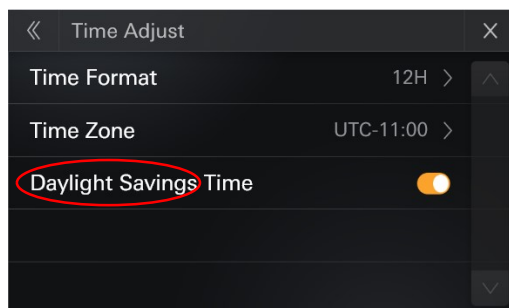 Time Adjust
Time Format 12H
Time Zone UTC-11:00
Daylight Savings Time